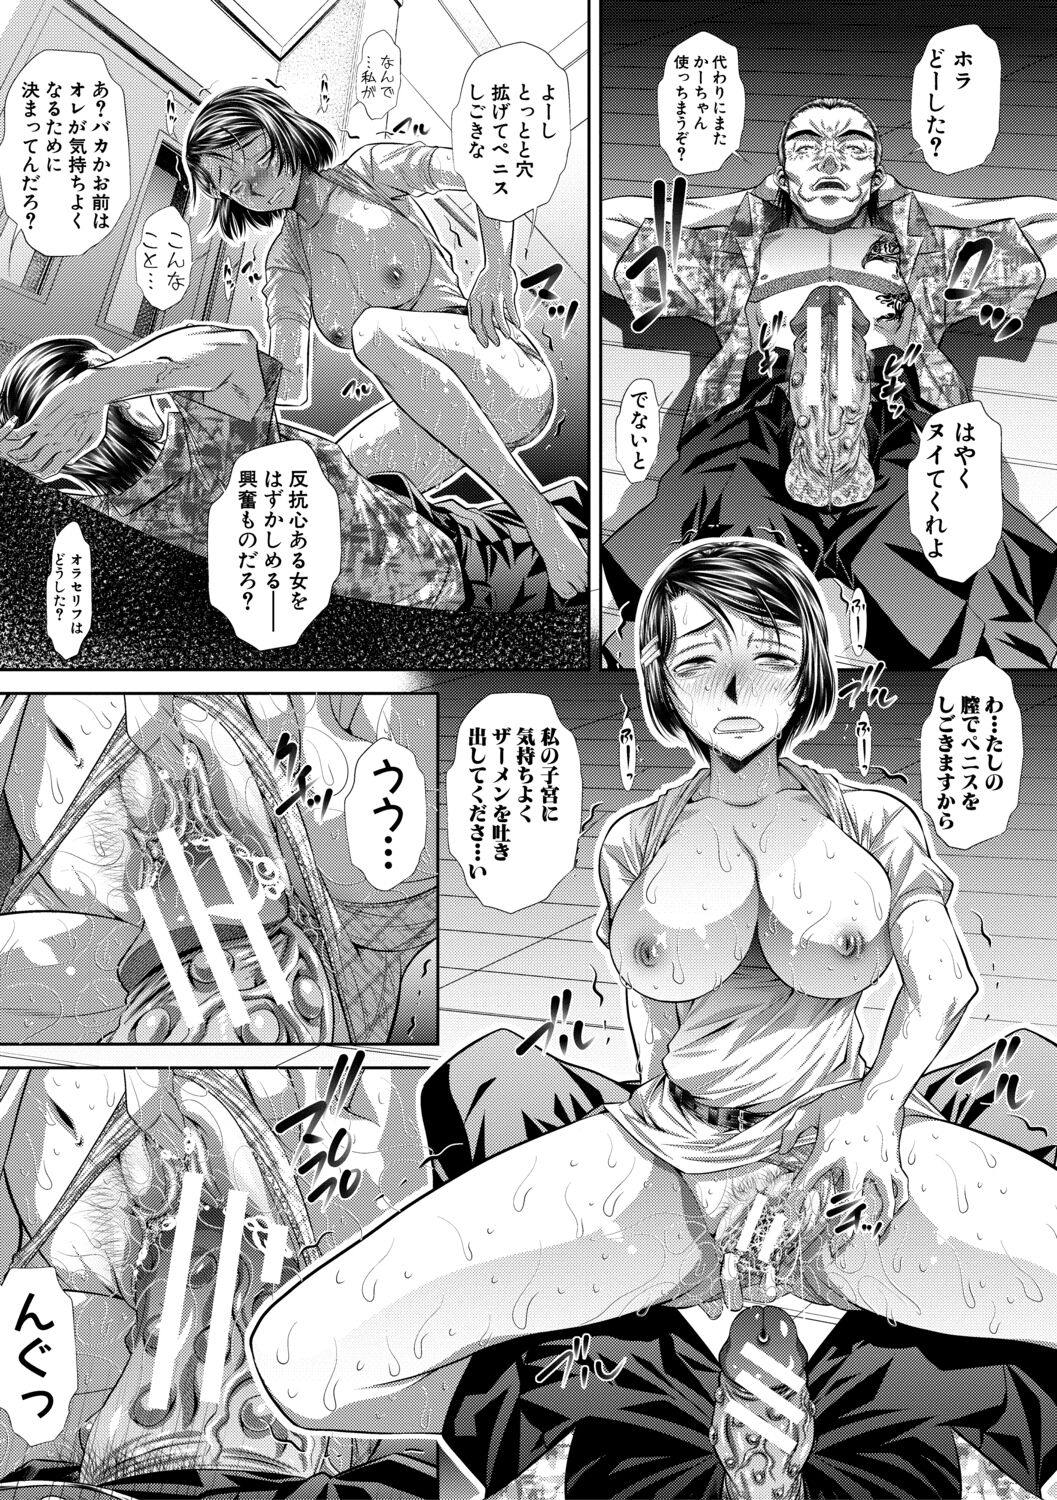 ホラ
どーした?
代わりにまた
かーちゃん
使っちまうぞ?
はやく
ヌイてくれよ
でないと
よーし
とっとと穴
拡げてペニス
しごきな
なんで
…私が
こんな
こと…
あ?バカかお前は
オレが気持ちよく
なるために
決まってんだろ?
反抗心ある女を
はずかしめる──
興奮ものだろ?
オラセリフは
どうした?
わ…たしの
膣でペニスを
しごきますから
私の子宮に
気持ちよく
ザーメンを吐き
出してくださ…い
うう…
んぐっ